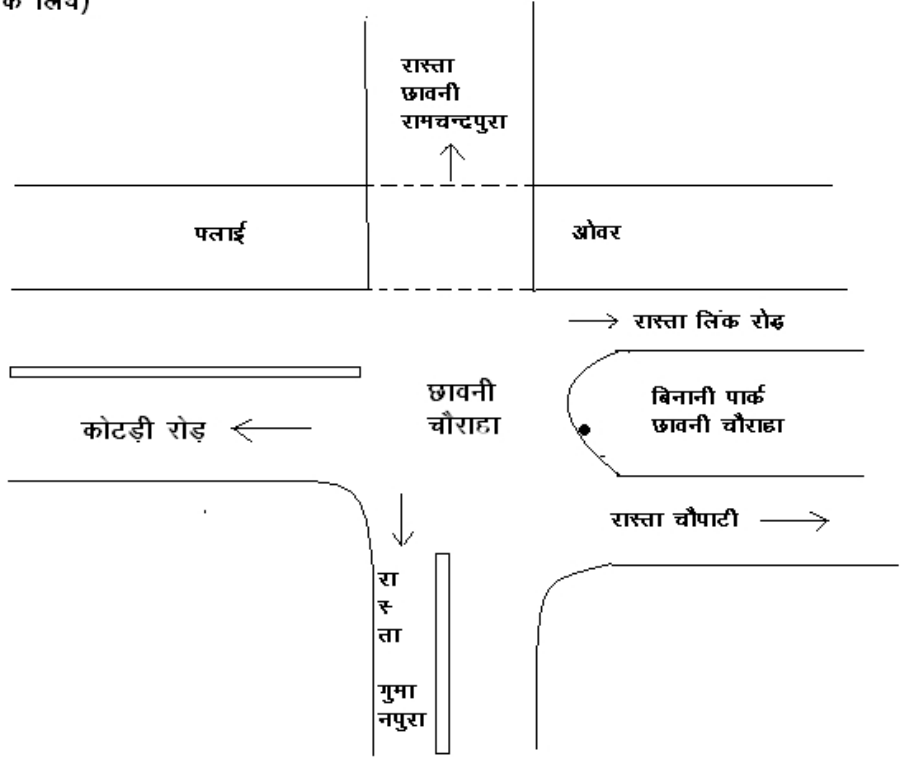 के लिये)
रास्ता
छावनी
रामचन्द्रपुरा
फ्लाई
ओवर
रास्ता लिंक रोड
छावनी
चौराहा
बिनानी पार्क
छावनी चौराहा
कोटड़ी रोड़
रास्ता चौपाटी
रा
स्
ता
गुमा
नपुरा